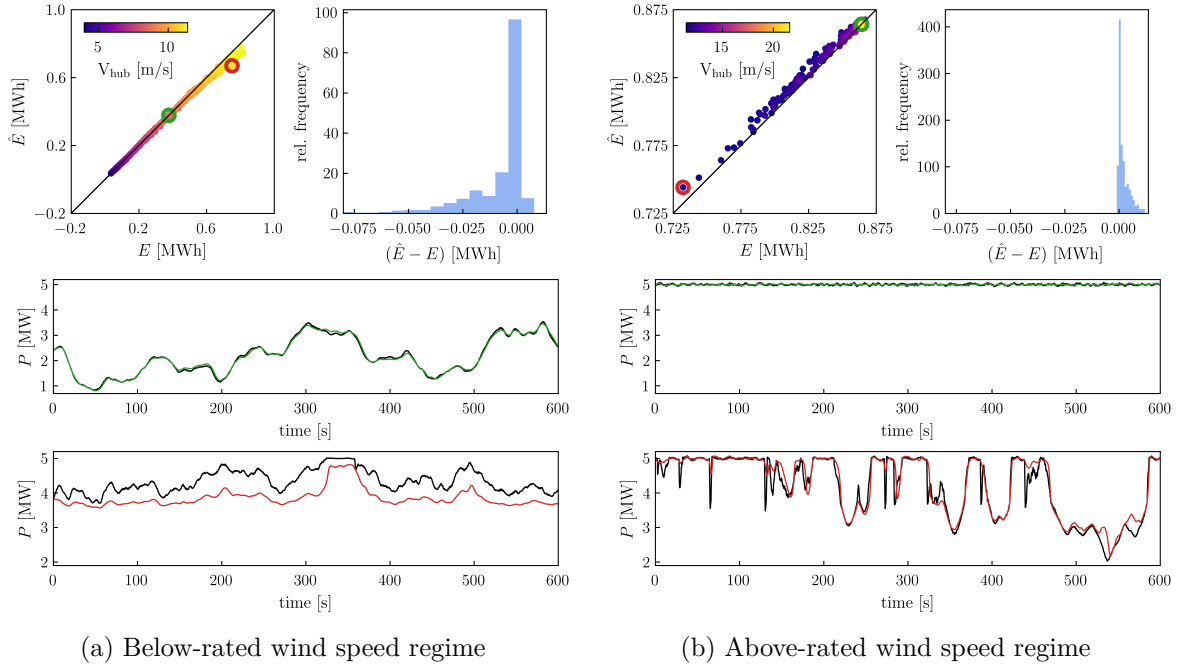 1.0
0.6
0.2
−0.2
Ê [MWh]
4 10
V_hub [m/s]
−0.2 0.2 0.6 1.0
E [MWh]
100
80
60
40
20
0
rel. frequency
−0.075 −0.050 −0.025 0.000
(Ê − E) [MWh]
0.875
0.825
0.775
0.725
Ê [MWh]
15 20
V_hub [m/s]
0.725 0.775 0.825 0.875
E [MWh]
400
300
200
100
0
rel. frequency
−0.075 −0.050 −0.025 0.000
(Ê − E) [MWh]
5
4
3
2
1
P [MW]
0 100 200 300 400 500 600
time [s]
5
4
3
2
1
P [MW]
0 100 200 300 400 500 600
time [s]
5
4
3
2
P [MW]
0 100 200 300 400 500 600
time [s]
5
4
3
2
P [MW]
0 100 200 300 400 500 600
time [s]
(a) Below-rated wind speed regime
(b) Above-rated wind speed regime